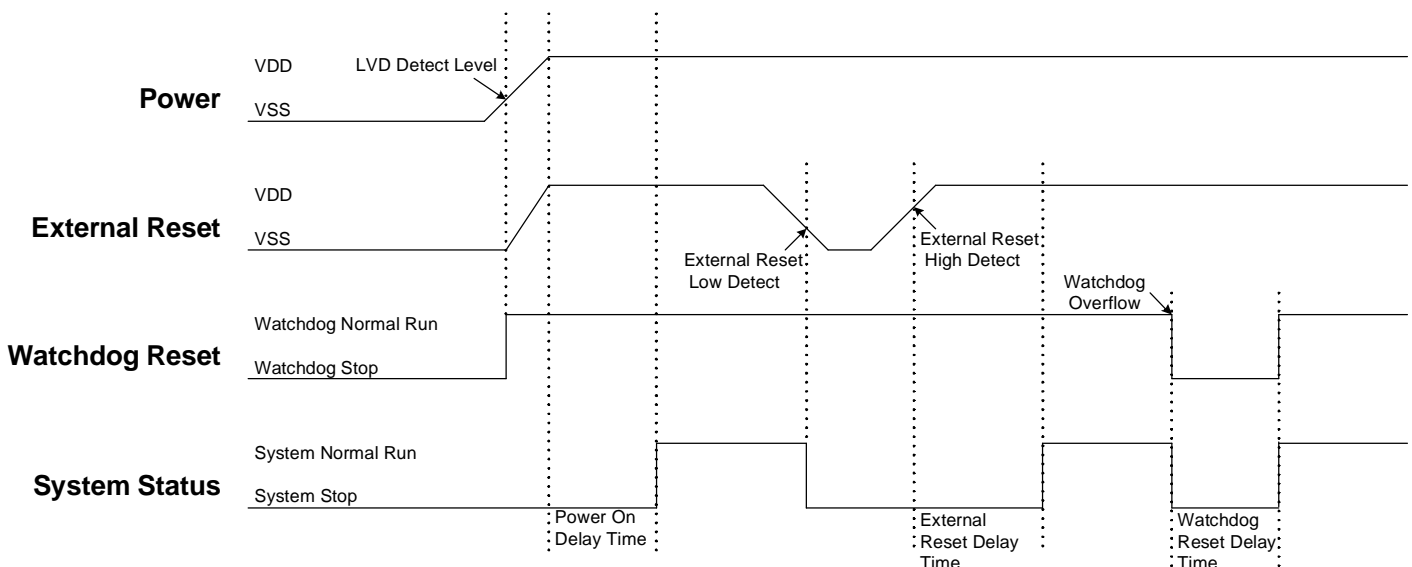 VDD
LVD Detect Level
Power
VSS
VDD
External Reset
VSS
External Reset
Low Detect
External Reset
High Detect
Watchdog
Overflow
Watchdog Normal Run
Watchdog Reset
Watchdog Stop
System Normal Run
System Status
System Stop
Power On
Delay Time
External
Reset Delay
Time
Watchdog
Reset Delay
Time